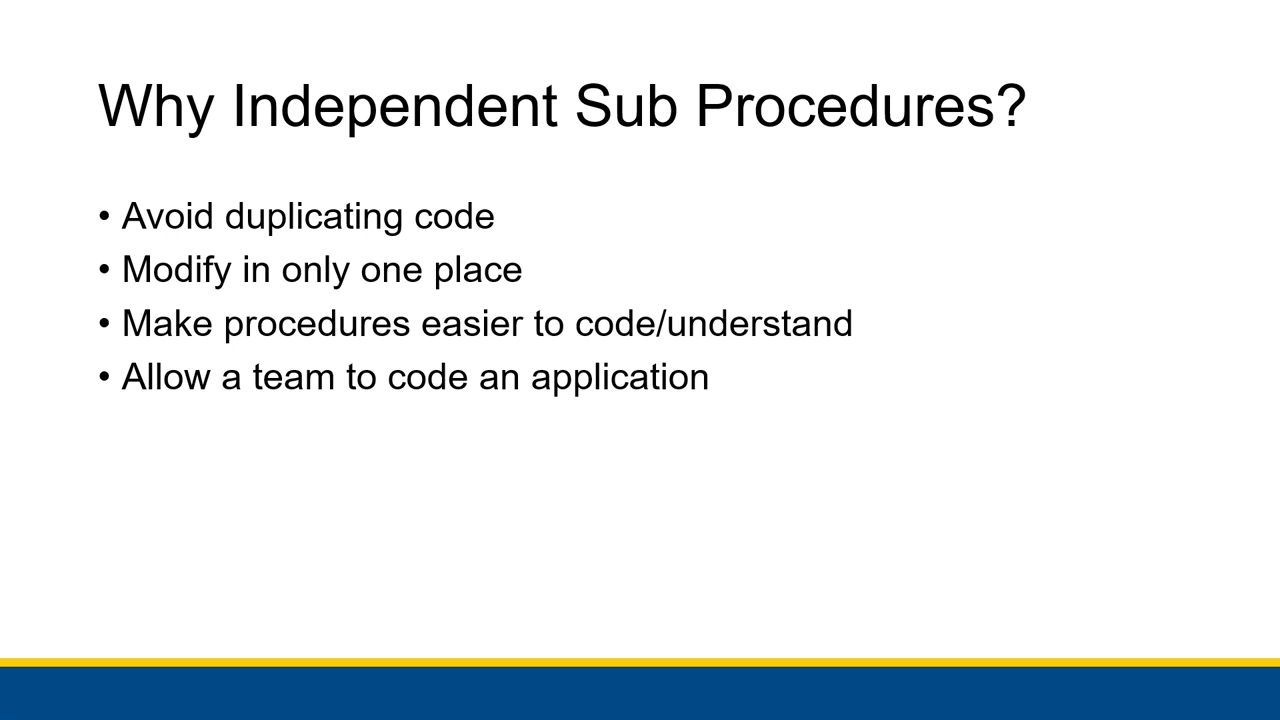 Why Independent Sub Procedures?
• Avoid duplicating code
• Modify in only one place
• Make procedures easier to code/understand
• Allow a team to code an application